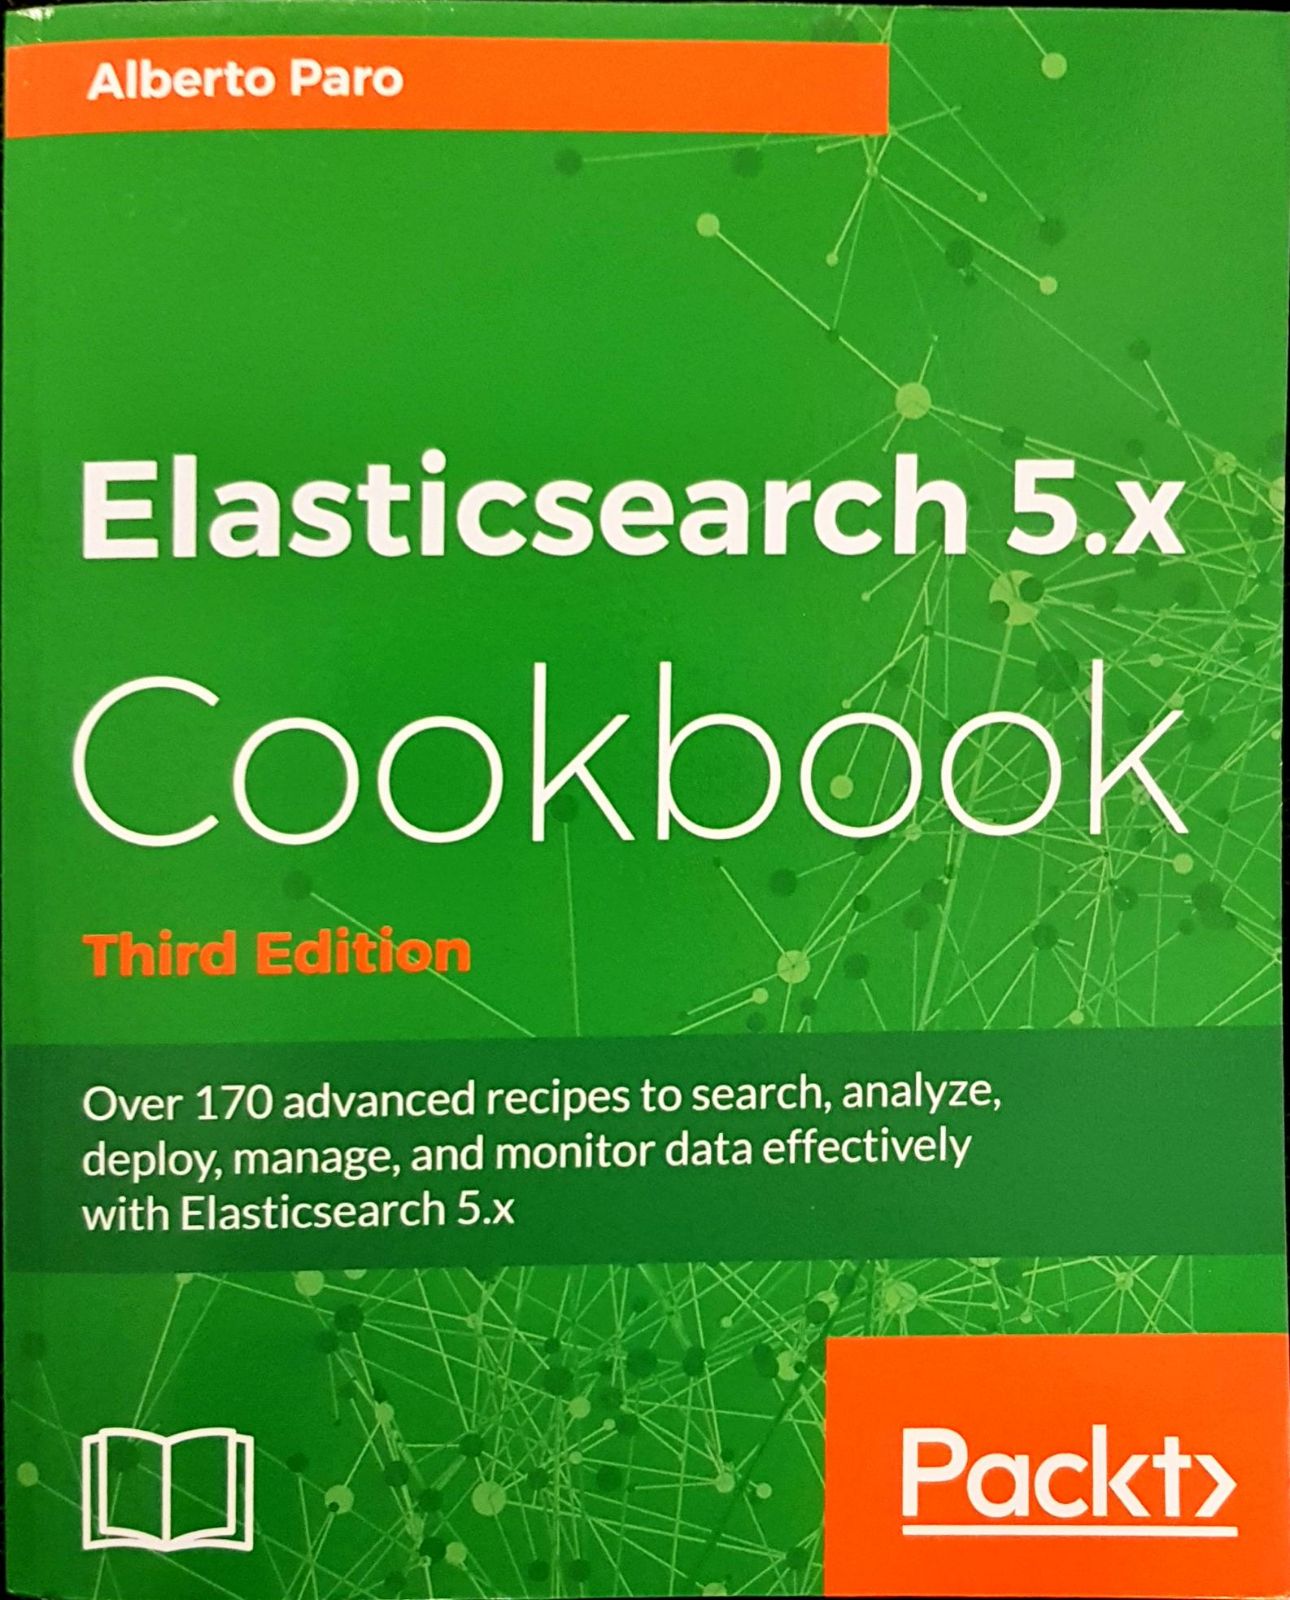 Alberto Paro
Elasticsearch 5.x
Cookbook
Third Edition
Over 170 advanced recipes to search, analyze,
deploy, manage, and monitor data effectively
with Elasticsearch 5.x
Packt>